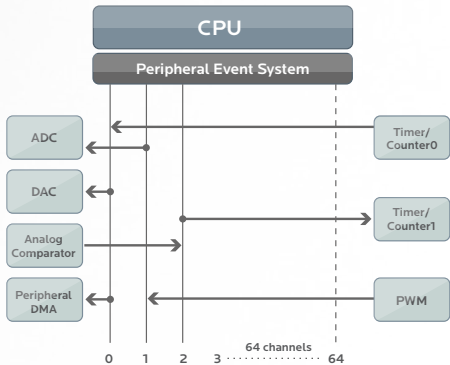 CPU
Peripheral Event System
ADC
Timer/
Counter0
DAC
Timer/
Counter1
Analog
Comparator
Peripheral
DMA
PWM
64 channels
0 1 2 3 64